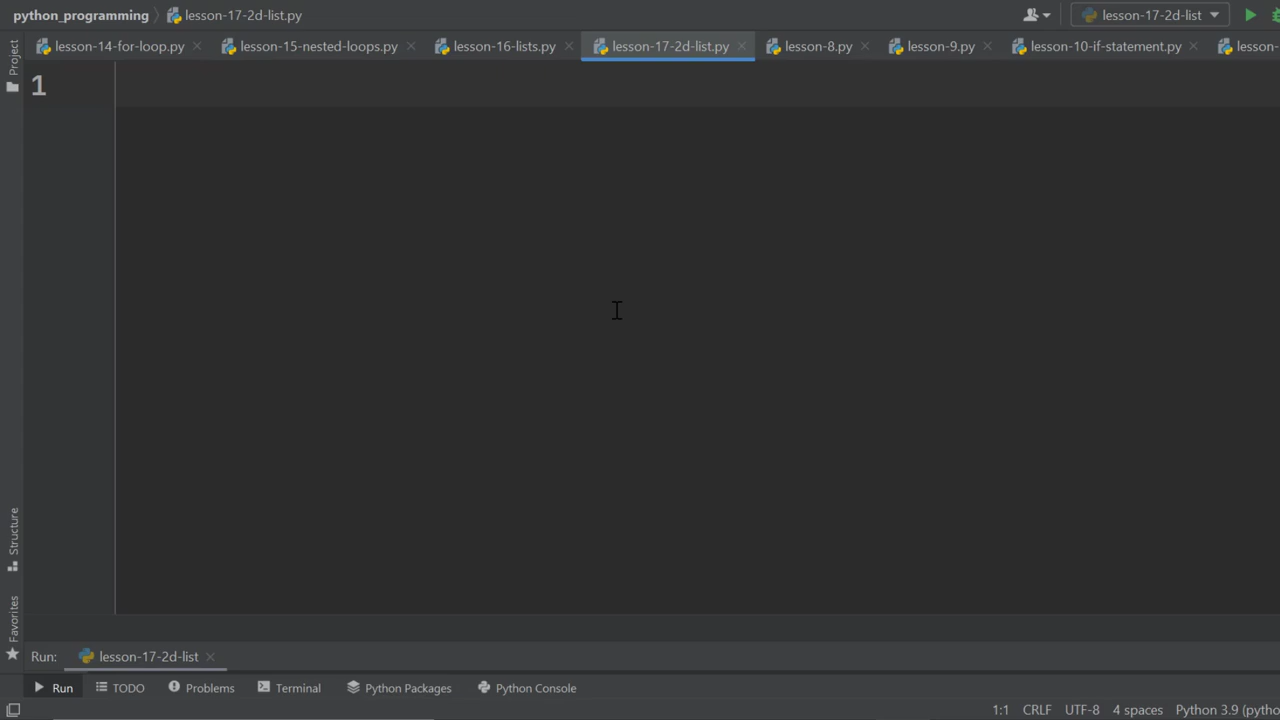 python_programming lesson-17-2d-list.py lesson-17-2d-list
lesson-14-for-loop.py lesson-15-nested-loops.py lesson-16-lists.py lesson-17-2d-list.py lesson-8.py lesson-9.py lesson-10-if-statement.py lesson-
Project
1
Structure
Favorites
Run: lesson-17-2d-list
Run TODO Problems Terminal Python Packages Python Console
1:1 CRLF UTF-8 4 spaces Python 3.9 (pytho